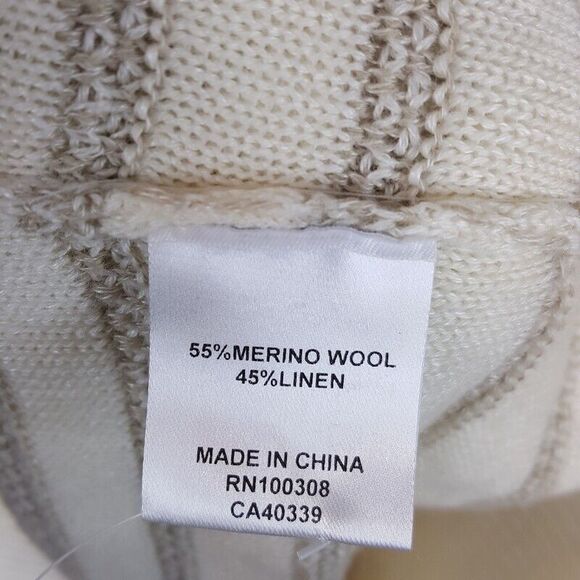 55%MERINO WOOL
45%LINEN
MADE IN CHINA
RN100308
CA40339